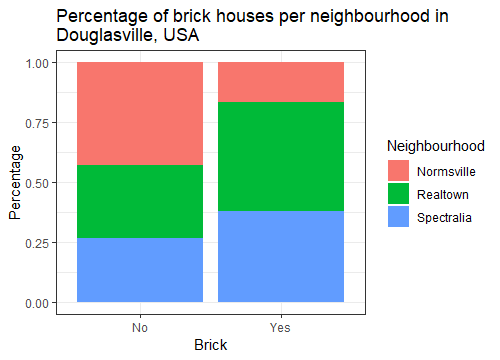 Percentage of brick houses per neighbourhood in
Douglasville, USA
Percentage
1.00
0.75
0.50
0.25
0.00
No
Yes
Brick
Neighbourhood
Normsville
Realtown
Spectralia